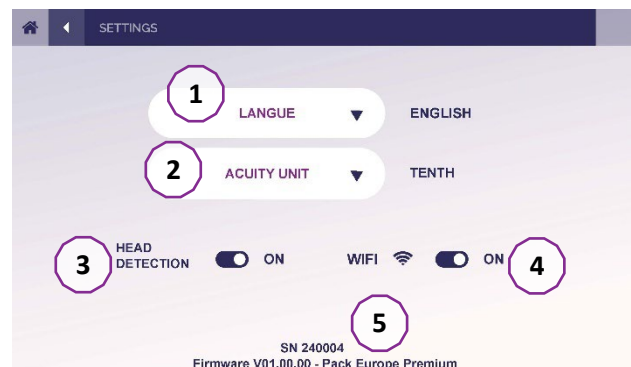 SETTINGS
1
LANGUE ENGLISH
2
ACUITY UNIT TENTH
3
HEAD
DETECTION ON WIFI ON
4
5
SN 240004
Firmware V01.00.00 - Pack Europe Premium